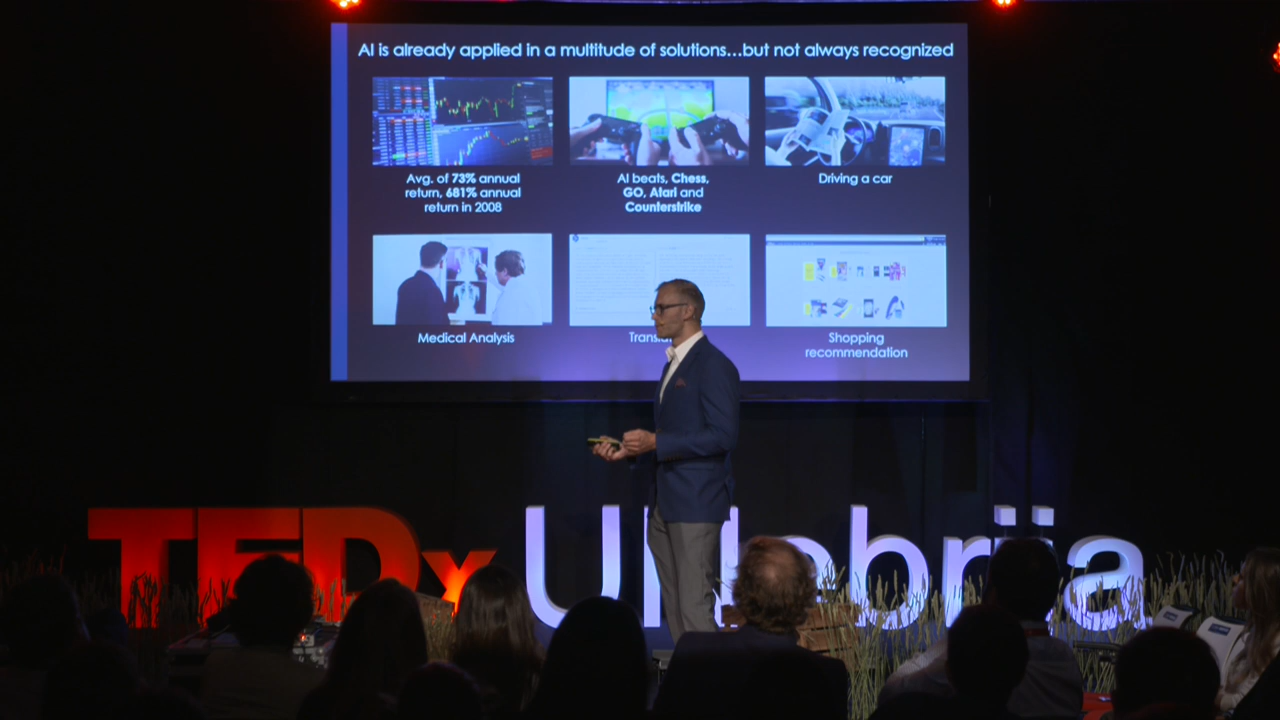 AI is already applied in a multitude of solutions...but not always recognized
Avg. of 73% annual
return, 681% annual
return in 2008
AI beats, Chess,
GO, Atari and
Counterstrike
Driving a car
Medical Analysis
Shopping
recommendation
TEDx